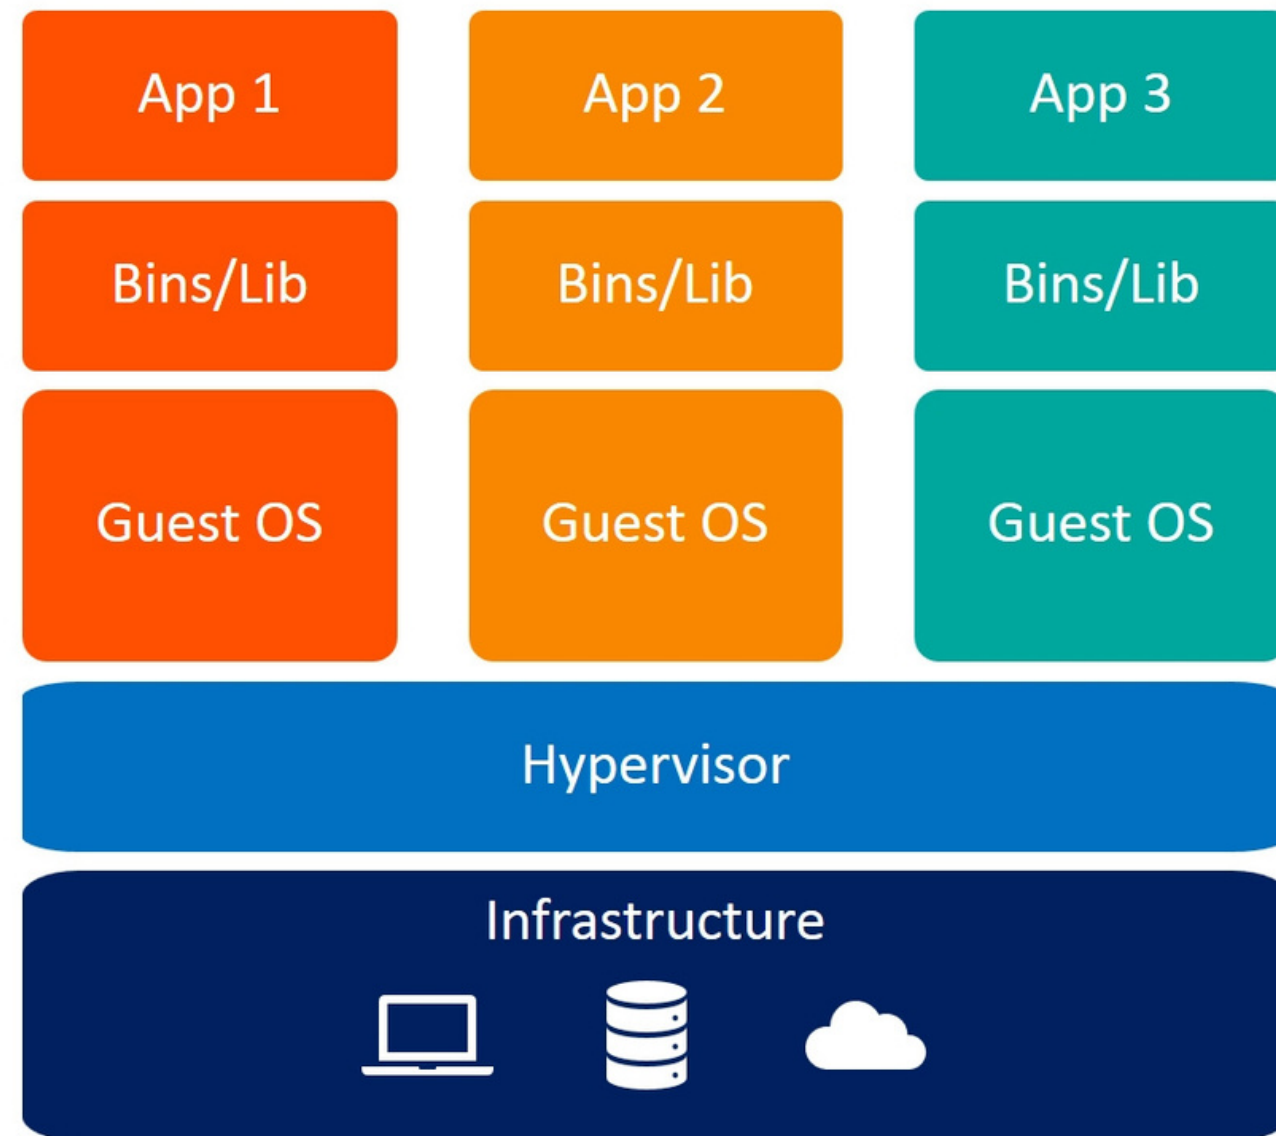 App 1
App 2
App 3
Bins/Lib
Bins/Lib
Bins/Lib
Guest OS
Guest OS
Guest OS
Hypervisor
Infrastructure